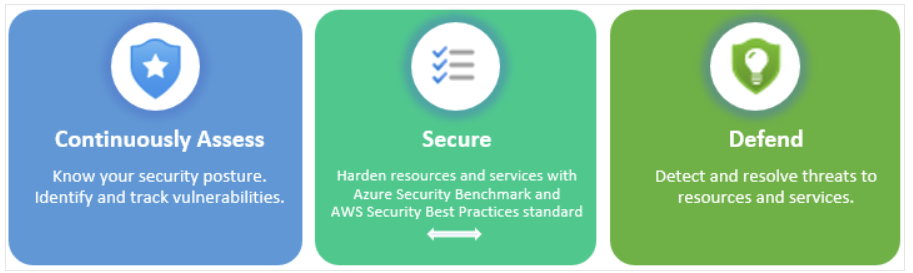 Continuously Assess
Know your security posture.
Identify and track vulnerabilities.
Secure
Harden resources and services with
Azure Security Benchmark and
AWS Security Best Practices standard
Defend
Detect and resolve threats to
resources and services.